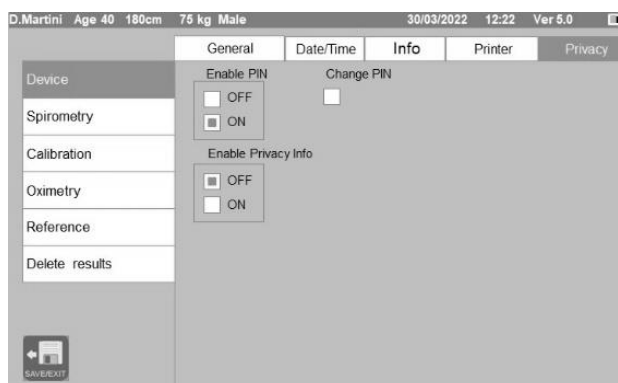 D.Martini Age 40 180cm 75 kg Male 30/03/2022 12:22 Ver 5.0
General Date/Time Info Printer Privacy
Device
Spirometry
Calibration
Oximetry
Reference
Delete results
Enable PIN Change PIN
OFF
ON
Enable Privacy Info
OFF
ON
SAVE/EXIT